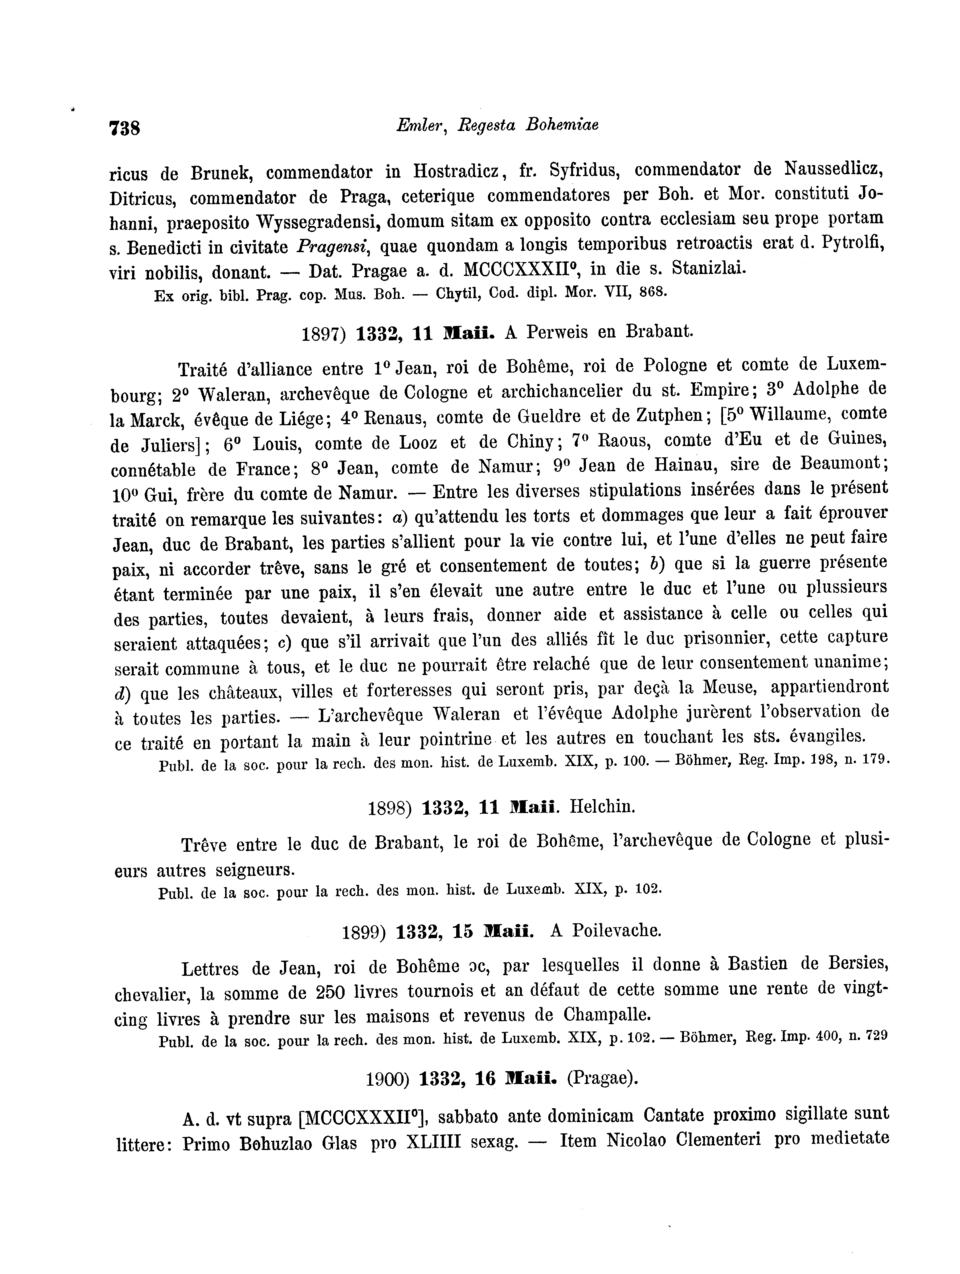 738 Emler, Regesta Bohemiae
ricus de Brunek, commendator in Hostradicz, fr. Syfridus, commendator de Naussedlicz,
Ditricus, commendator de Praga, ceterique commendatores per Boh. et Mor. constituti Jo-
hanni, praeposito Wyssegradensi, domum sitam ex opposito contra ecclesiam seu prope portam
s. Benedicti in civitate Pragensi, quae quondam a longis temporibus retroactis erat d. Pytrolfi,
viri nobilis, donant. — Dat. Pragae a. d. MCCCXXXII⁰, in die s. Stanizlai.
Ex orig. bibl. Prag. cop. Mus. Boh. — Chytil, Cod. dipl. Mor. VII, 868.
1897) 1332, 11 Maii. A Perweis en Brabant.
Traité d'alliance entre 1⁰ Jean, roi de Bohême, roi de Pologne et comte de Luxem-
bourg; 2⁰ Waleran, archevêque de Cologne et archichancelier du st. Empire; 3⁰ Adolphe de
la Marck, évêque de Liége; 4⁰ Renaus, comte de Gueldre et de Zutphen; [5⁰ Willaume, comte
de Juliers]; 6⁰ Louis, comte de Looz et de Chiny; 7⁰ Raous, comte d'Eu et de Guines,
connétable de France; 8⁰ Jean, comte de Namur; 9⁰ Jean de Hainau, sire de Beaumont;
10⁰ Gui, frère du comte de Namur. — Entre les diverses stipulations insérées dans le présent
traité on remarque les suivantes: a) qu'attendu les torts et dommages que leur a fait éprouver
Jean, duc de Brabant, les parties s'allient pour la vie contre lui, et l'une d'elles ne peut faire
paix, ni accorder trêve, sans le gré et consentement de toutes; b) que si la guerre présente
étant terminée par une paix, il s'en élevait une autre entre le duc et l'une ou plussieurs
des parties, toutes devaient, à leurs frais, donner aide et assistance à celle ou celles qui
seraient attaquées; c) que s'il arrivait que l'un des alliés fît le duc prisonnier, cette capture
serait commune à tous, et le duc ne pourrait être relaché que de leur consentement unanime;
d) que les châteaux, villes et forteresses qui seront pris, par deçà la Meuse, appartiendront
à toutes les parties. — L'archevêque Waleran et l'évêque Adolphe jurèrent l'observation de
ce traité en portant la main à leur pointrine et les autres en touchant les sts. évangiles.
Publ. de la soc. pour la rech. des mon. hist. de Luxemb. XIX, p. 100. — Böhmer, Reg. Imp. 198, n. 179.
1898) 1332, 11 Maii. Helchin.
Trêve entre le duc de Brabant, le roi de Bohême, l'archevêque de Cologne et plusi-
eurs autres seigneurs.
Publ. de la soc. pour la rech. des mon. hist. de Luxemb. XIX, p. 102.
1899) 1332, 15 Maii. A Poilevache.
Lettres de Jean, roi de Bohême ɔc, par lesquelles il donne à Bastien de Bersies,
chevalier, la somme de 250 livres tournois et an défaut de cette somme une rente de vingt-
cinq livres à prendre sur les maisons et revenus de Champalle.
Publ. de la soc. pour la rech. des mon. hist. de Luxemb. XIX, p. 102. — Böhmer, Reg. Imp. 400, n. 729
1900) 1332, 16 Maii. (Pragae).
A. d. vt supra [MCCCXXXII⁰], sabbato ante dominicam Cantate proximo sigillate sunt
littere: Primo Bohuzlao Glas pro XLIIII sexag. — Item Nicolao Clementeri pro medietate